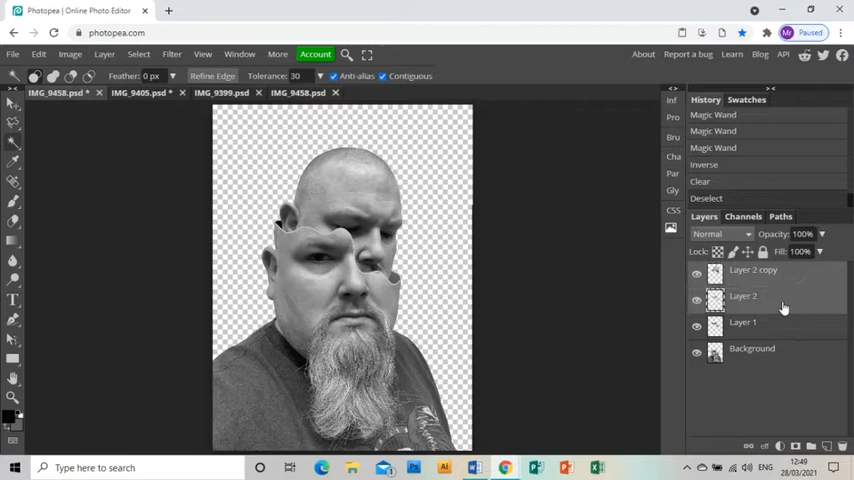 Photopea | Online Photo Editor
photopea.com
Paused
File Edit Image Layer Select Filter View Window More Account
About Report a bug Learn Blog API
Feather: 0 px Refine Edge Tolerance: 30 Anti-alias Contiguous
IMG_9458.psd * IMG_9405.psd * IMG_9399.psd IMG_9458.psd
Inf
Pro
Bru
Cha
Par
Gly
CSS
History Swatches
Magic Wand
Magic Wand
Magic Wand
Inverse
Clear
Deselect
Layers Channels Paths
Normal Opacity: 100%
Lock: Fill: 100%
Layer 2 copy
Layer 2
Layer 1
Background
eff
Type here to search
ENG
12:49
28/03/2021